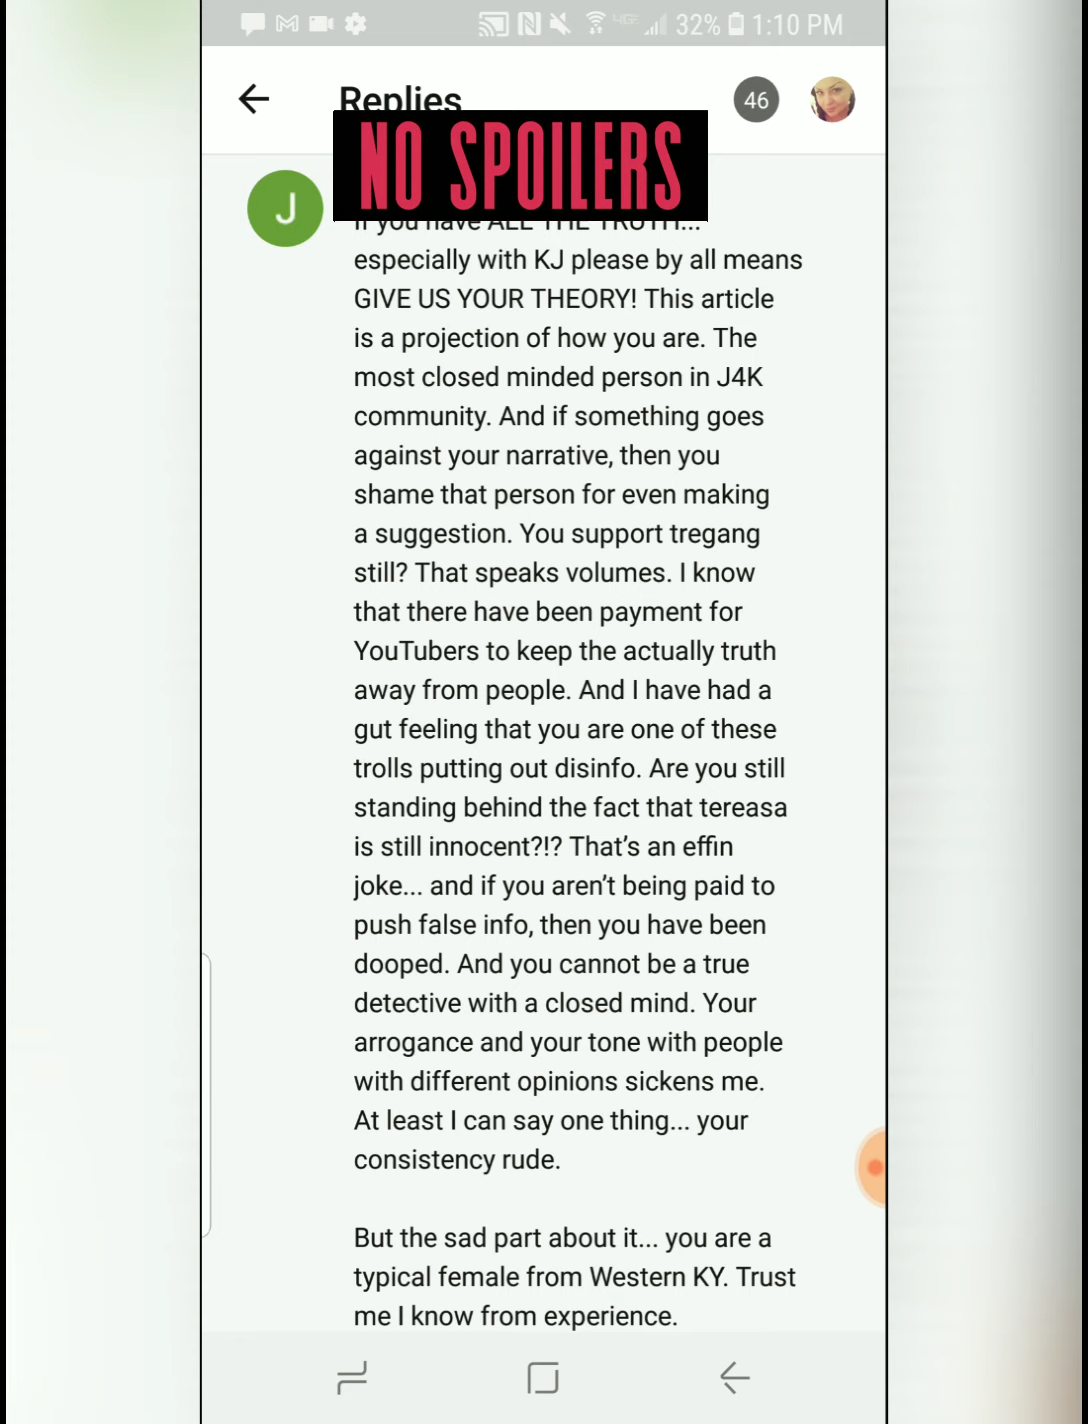 32% 1:10 PM
Replies
46
NO SPOILERS
J
If you have ALL THE TRUTH...
especially with KJ please by all means
GIVE US YOUR THEORY! This article
is a projection of how you are. The
most closed minded person in J4K
community. And if something goes
against your narrative, then you
shame that person for even making
a suggestion. You support tregang
still? That speaks volumes. I know
that there have been payment for
YouTubers to keep the actually truth
away from people. And I have had a
gut feeling that you are one of these
trolls putting out disinfo. Are you still
standing behind the fact that tereasa
is still innocent?!? That's an effin
joke... and if you aren't being paid to
push false info, then you have been
dooped. And you cannot be a true
detective with a closed mind. Your
arrogance and your tone with people
with different opinions sickens me.
At least I can say one thing... your
consistency rude.
But the sad part about it... you are a
typical female from Western KY. Trust
me I know from experience.